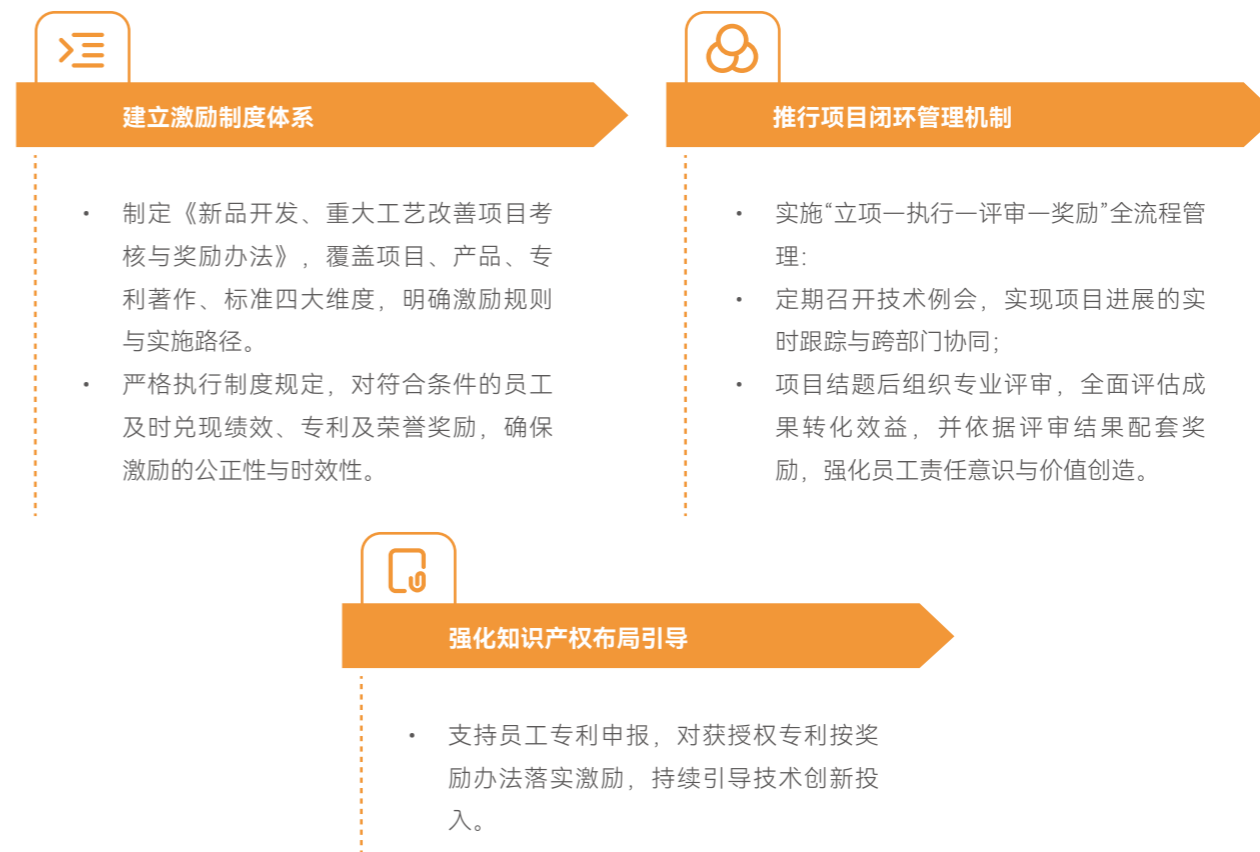 建立激励制度体系
• 制定《新品开发、重大工艺改善项目考
核与奖励办法》，覆盖项目、产品、专
利著作、标准四大维度，明确激励规则
与实施路径。
• 严格执行制度规定，对符合条件的员工
及时兑现绩效、专利及荣誉奖励，确保
激励的公正性与时效性。
推行项目闭环管理机制
• 实施“立项—执行—评审—奖励”全流程管
理：
• 定期召开技术例会，实现项目进展的实
时跟踪与跨部门协同；
• 项目结题后组织专业评审，全面评估成
果转化效益，并依据评审结果配套奖
励，强化员工责任意识与价值创造。
强化知识产权布局引导
• 支持员工专利申报，对获授权专利按奖
励办法落实激励，持续引导技术创新投
入。